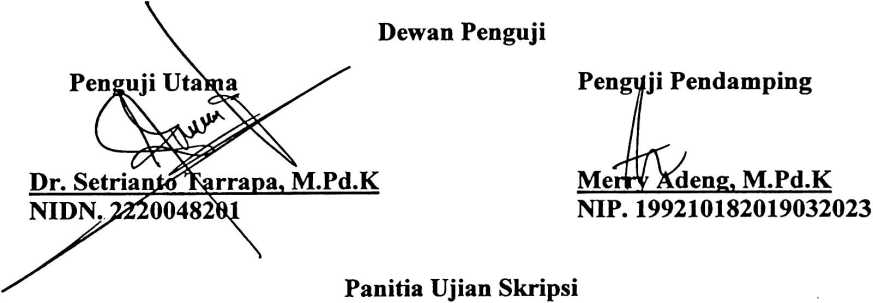 Dewan Penguji
Penguji Utama
Penguji Pendamping
Dr. Setrianto Tarrapa, M.Pd.K
Merry Adeng, M.Pd.K
NIDN. 2220048201
NIP. 199210182019032023
Panitia Ujian Skripsi